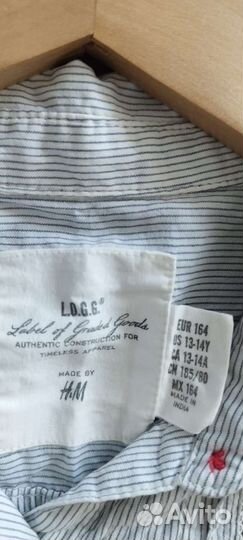 L.O.G.G.®
Label of Graded Goods
AUTHENTIC CONSTRUCTION FOR
TIMELESS APPAREL
MADE BY
H&M
EUR 164
US 13-14Y
CA 13-14A
CN 165/80
MX 164
MADE IN
INDIA
Avito